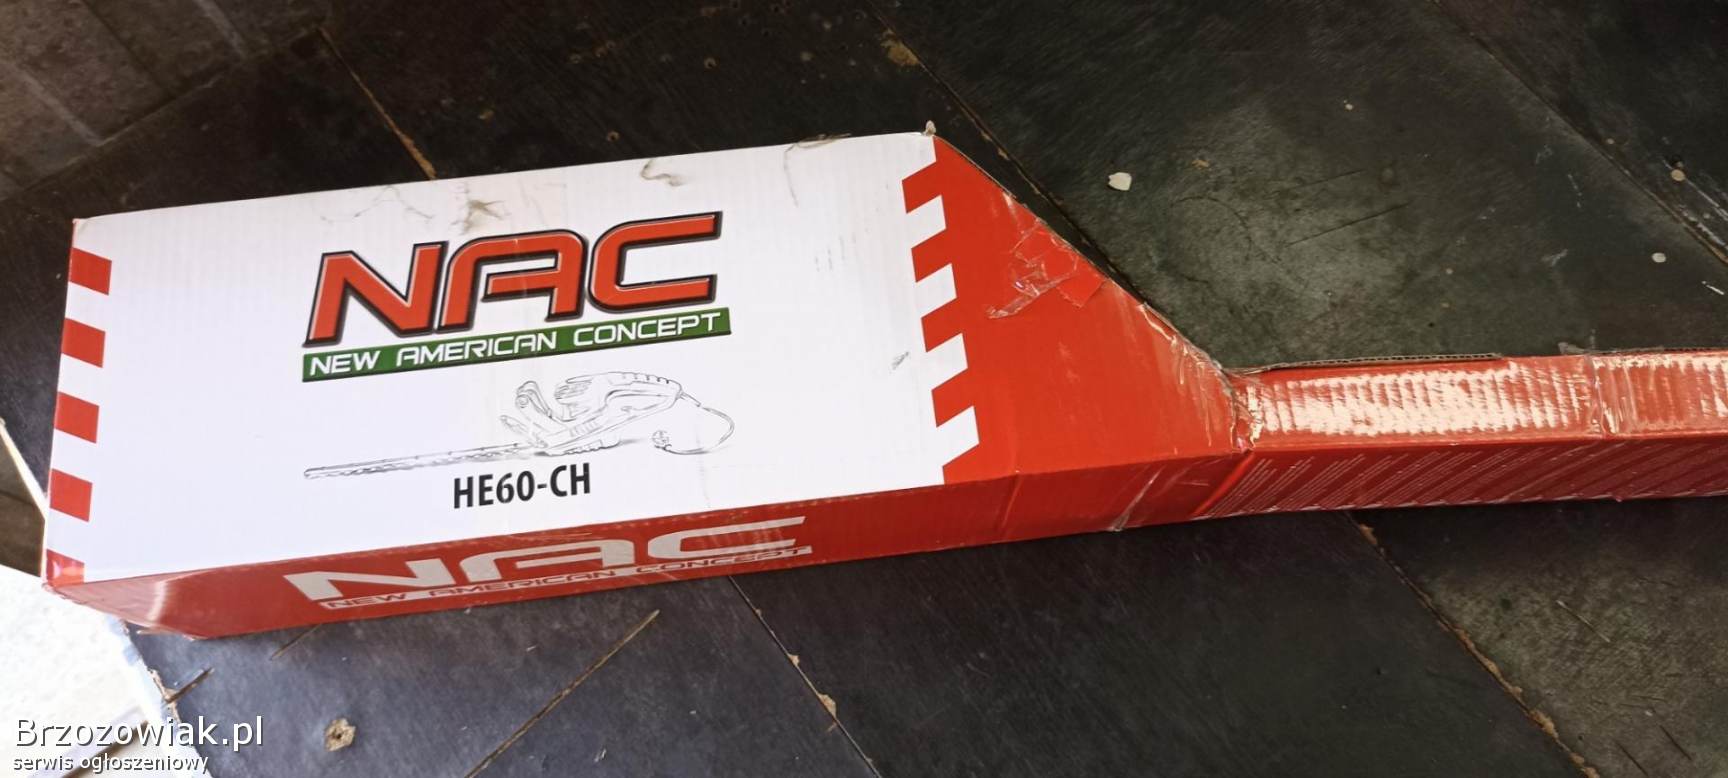 NAC
NEW AMERICAN CONCEPT
HE60-CH
NAC
NEW AMERICAN CONCEPT
Brzozowiak.pl
serwis ogłoszeniowy